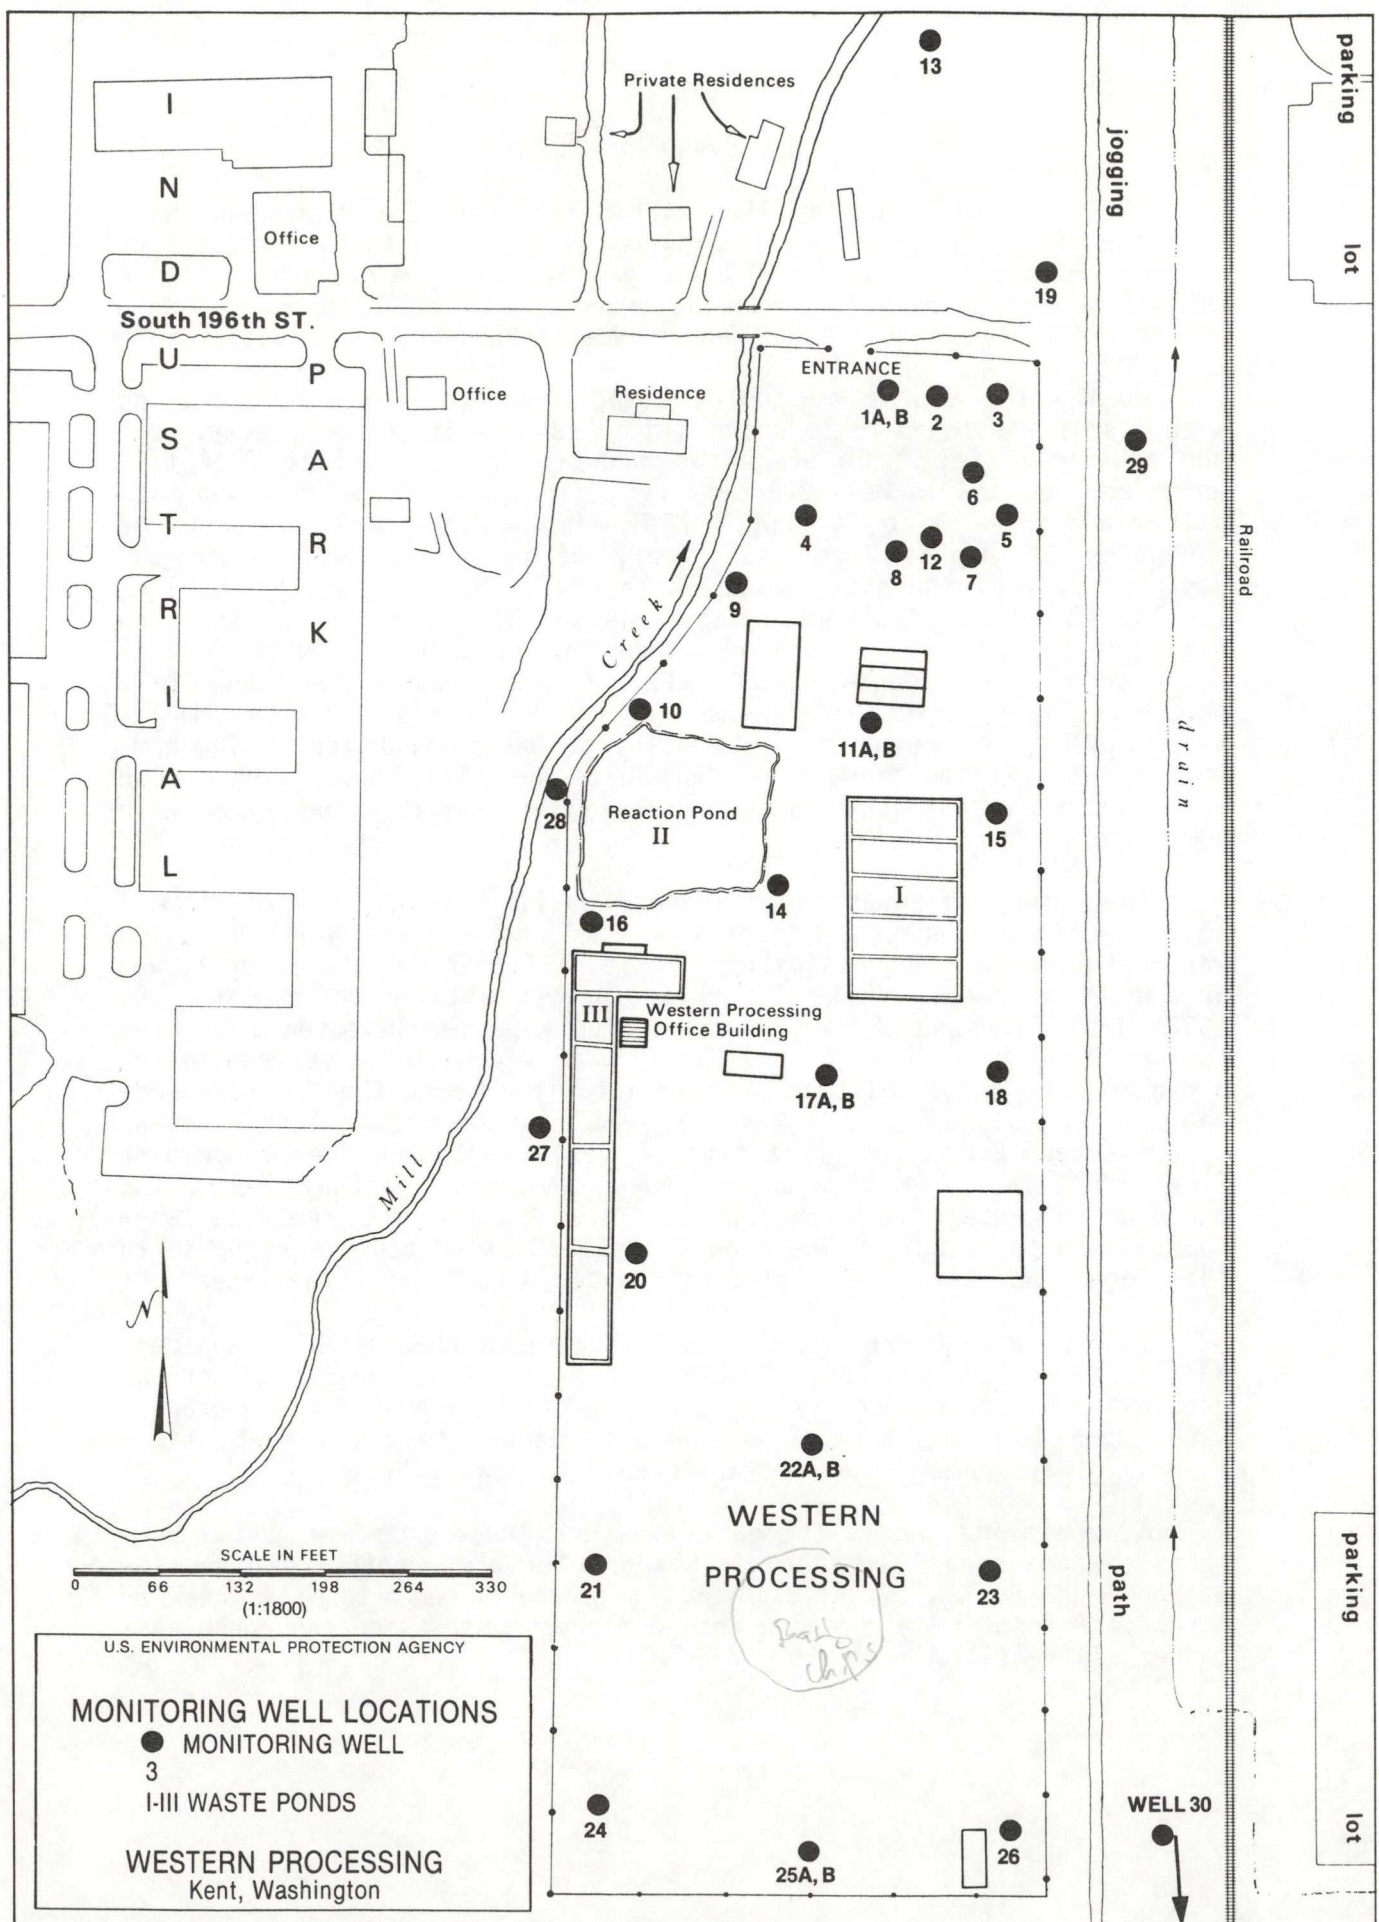 13
Private Residences
parking
lot
jogging
I
N
D
U
S
T
R
I
A
L
Office
19
South 196th ST.
P
A
R
K
ENTRANCE
Office
Residence
1A, B
2
3
29
6
4
5
12
8
7
9
Railroad
Creek
10
11A, B
drain
28
Reaction Pond
II
15
I
14
16
III
Western Processing
Office Building
17A, B
18
27
Mill
20
N
22A, B
WESTERN
PROCESSING
SCALE IN FEET
0 66 132 198 264 330
(1:1800)
21
23
path
parking
lot
U.S. ENVIRONMENTAL PROTECTION AGENCY
MONITORING WELL LOCATIONS
MONITORING WELL
3
I-III WASTE PONDS
WESTERN PROCESSING
Kent, Washington
24
25A, B
26
WELL 30